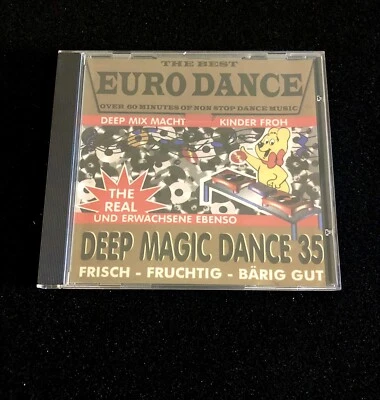 THE BEST
EURO DANCE
OVER 60 MINUTES OF NON STOP DANCE MUSIC
DEEP MIX MACHT KINDER FROH
THE
REAL
UND ERWACHSENE EBENSO
DEEP MAGIC DANCE 35
FRISCH - FRUCHTIG - BÄRIG GUT